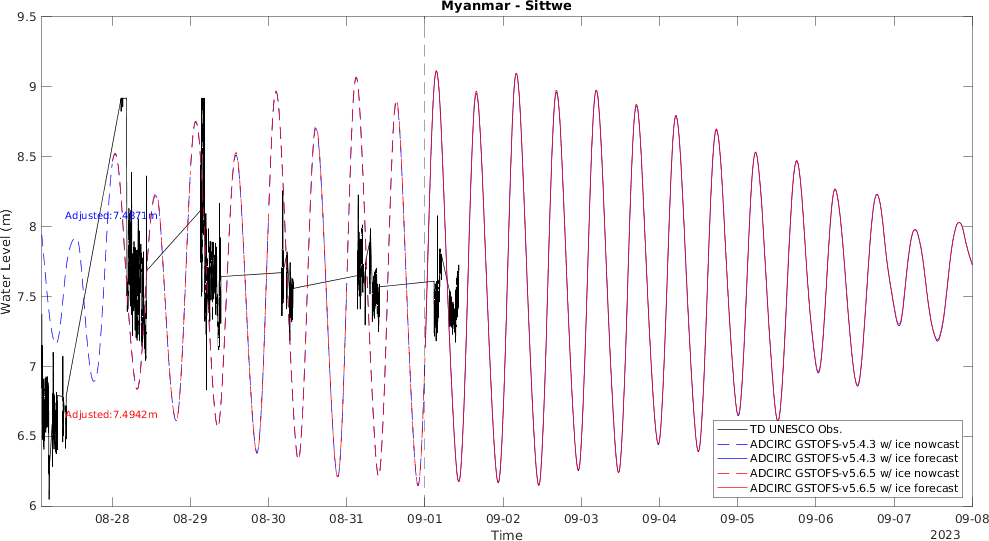 Myanmar - Sittwe
Water Level (m)
9.5
9
8.5
8
7.5
7
6.5
6
Adjusted:7.4871m
Adjusted:7.4942m
TD UNESCO Obs.
ADCIRC GSTOFS-v5.4.3 w/ ice nowcast
ADCIRC GSTOFS-v5.4.3 w/ ice forecast
ADCIRC GSTOFS-v5.6.5 w/ ice nowcast
ADCIRC GSTOFS-v5.6.5 w/ ice forecast
08-28 08-29 08-30 08-31 09-01 09-02 09-03 09-04 09-05 09-06 09-07 09-08
Time
2023